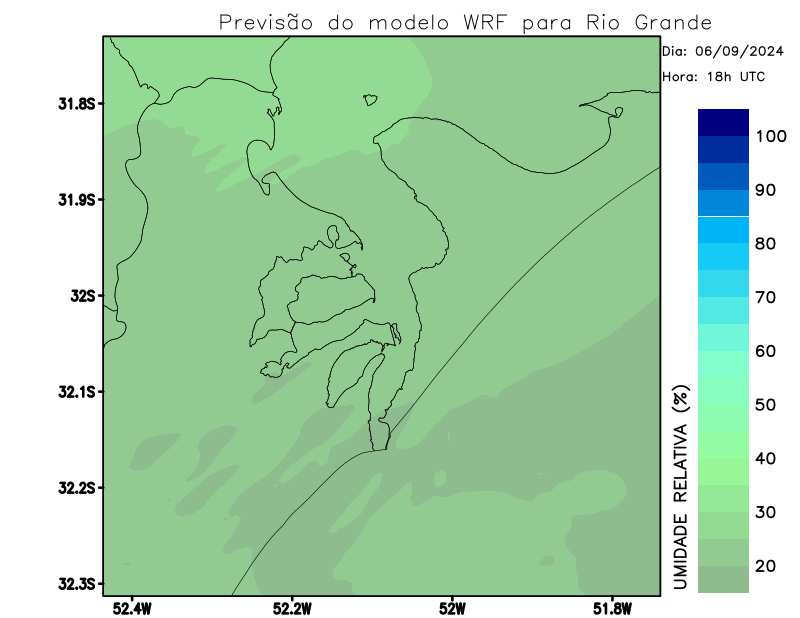 Previsão do modelo WRF para Rio Grande
Dia: 06/09/2024
Hora: 18h UTC
31.8S
31.9S
32S
32.1S
32.2S
32.3S
52.4W 52.2W 52W 51.8W
UMIDADE RELATIVA (%)
100
90
80
70
60
50
40
30
20